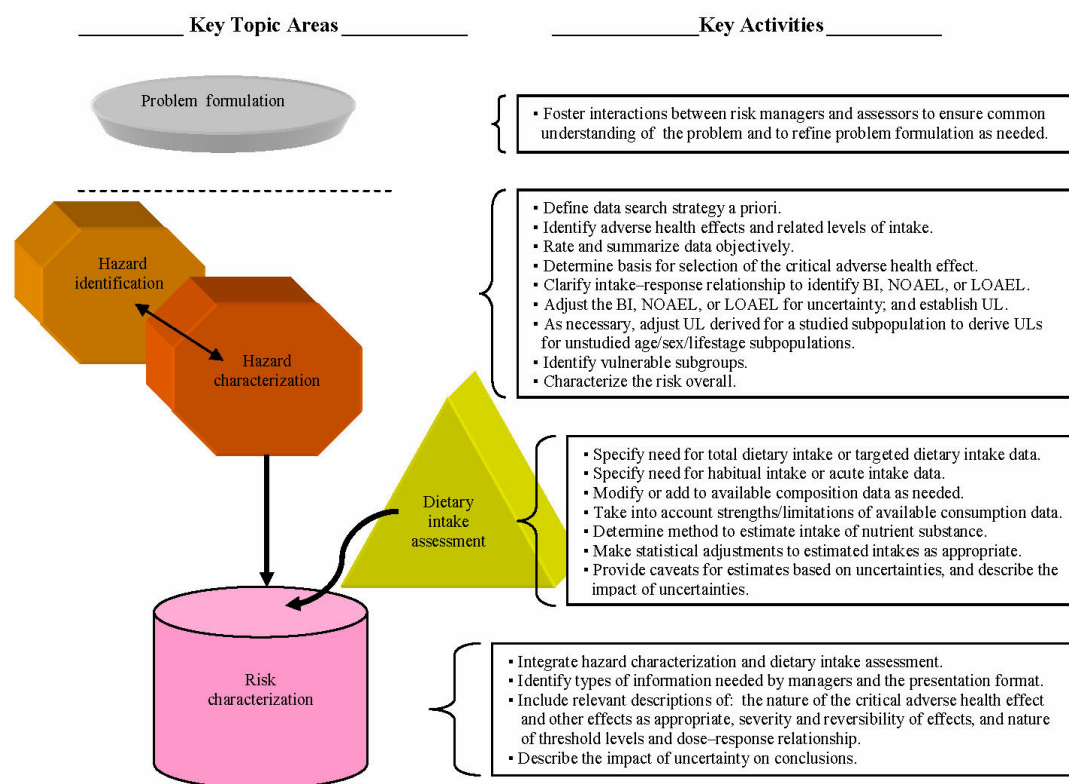 Key Topic Areas
Key Activities
Problem formulation
▪ Foster interactions between risk managers and assessors to ensure common
understanding of the problem and to refine problem formulation as needed.
Hazard
identification
Hazard
characterization
▪ Define data search strategy a priori.
▪ Identify adverse health effects and related levels of intake.
▪ Rate and summarize data objectively.
▪ Determine basis for selection of the critical adverse health effect.
▪ Clarify intake–response relationship to identify BI, NOAEL, or LOAEL.
▪ Adjust the BI, NOAEL, or LOAEL for uncertainty; and establish UL.
▪ As necessary, adjust UL derived for a studied subpopulation to derive ULs
for unstudied age/sex/lifestage subpopulations.
▪ Identify vulnerable subgroups.
▪ Characterize the risk overall.
Dietary
intake
assessment
▪ Specify need for total dietary intake or targeted dietary intake data.
▪ Specify need for habitual intake or acute intake data.
▪ Modify or add to available composition data as needed.
▪ Take into account strengths/limitations of available consumption data.
▪ Determine method to estimate intake of nutrient substance.
▪ Make statistical adjustments to estimated intakes as appropriate.
▪ Provide caveats for estimates based on uncertainties, and describe the
impact of uncertainties.
Risk
characterization
▪ Integrate hazard characterization and dietary intake assessment.
▪ Identify types of information needed by managers and the presentation format.
▪ Include relevant descriptions of: the nature of the critical adverse health effect
and other effects as appropriate, severity and reversibility of effects, and nature
of threshold levels and dose–response relationship.
▪ Describe the impact of uncertainty on conclusions.